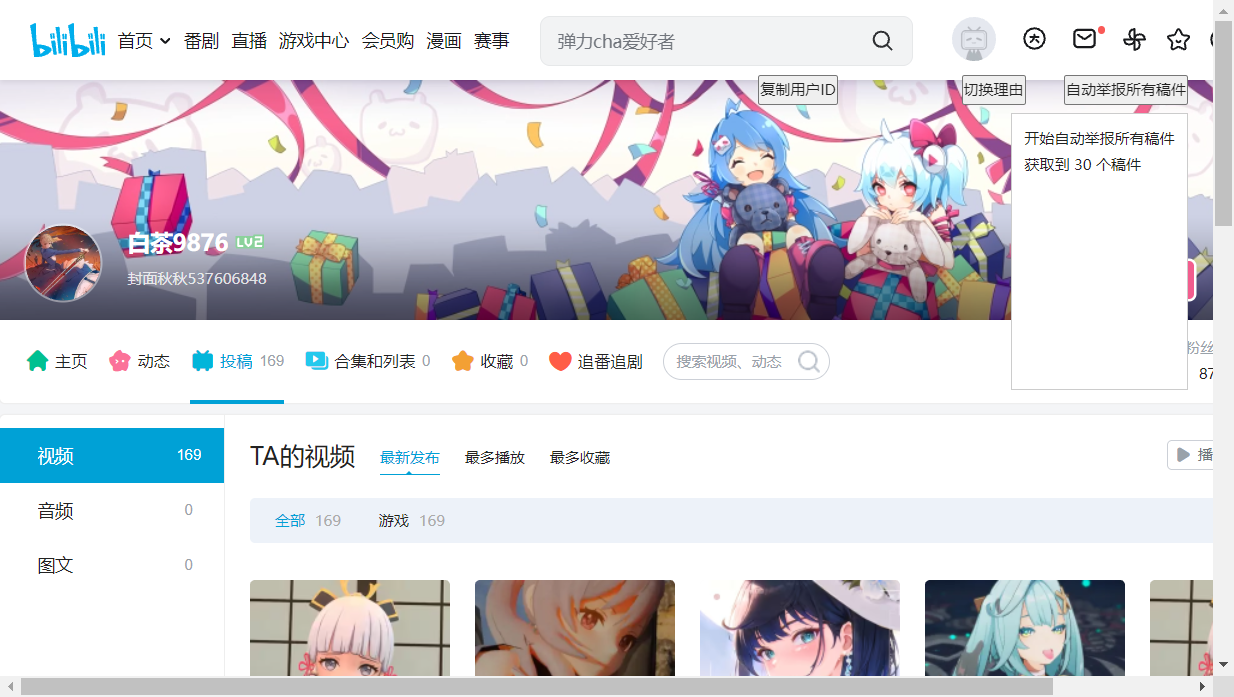 bilibili 首页 番剧 直播 游戏中心 会员购 漫画 赛事 弹力cha爱好者
复制用户ID 切换理由 自动举报所有稿件
开始自动举报所有稿件
获取到 30 个稿件
白茶9876 LV2
封面秋秋537606848
主页 动态 投稿 169 合集和列表 0 收藏 0 追番追剧 搜索视频、动态
粉丝
87
视频 169
音频 0
图文 0
TA的视频 最新发布 最多播放 最多收藏 播
全部 169 游戏 169